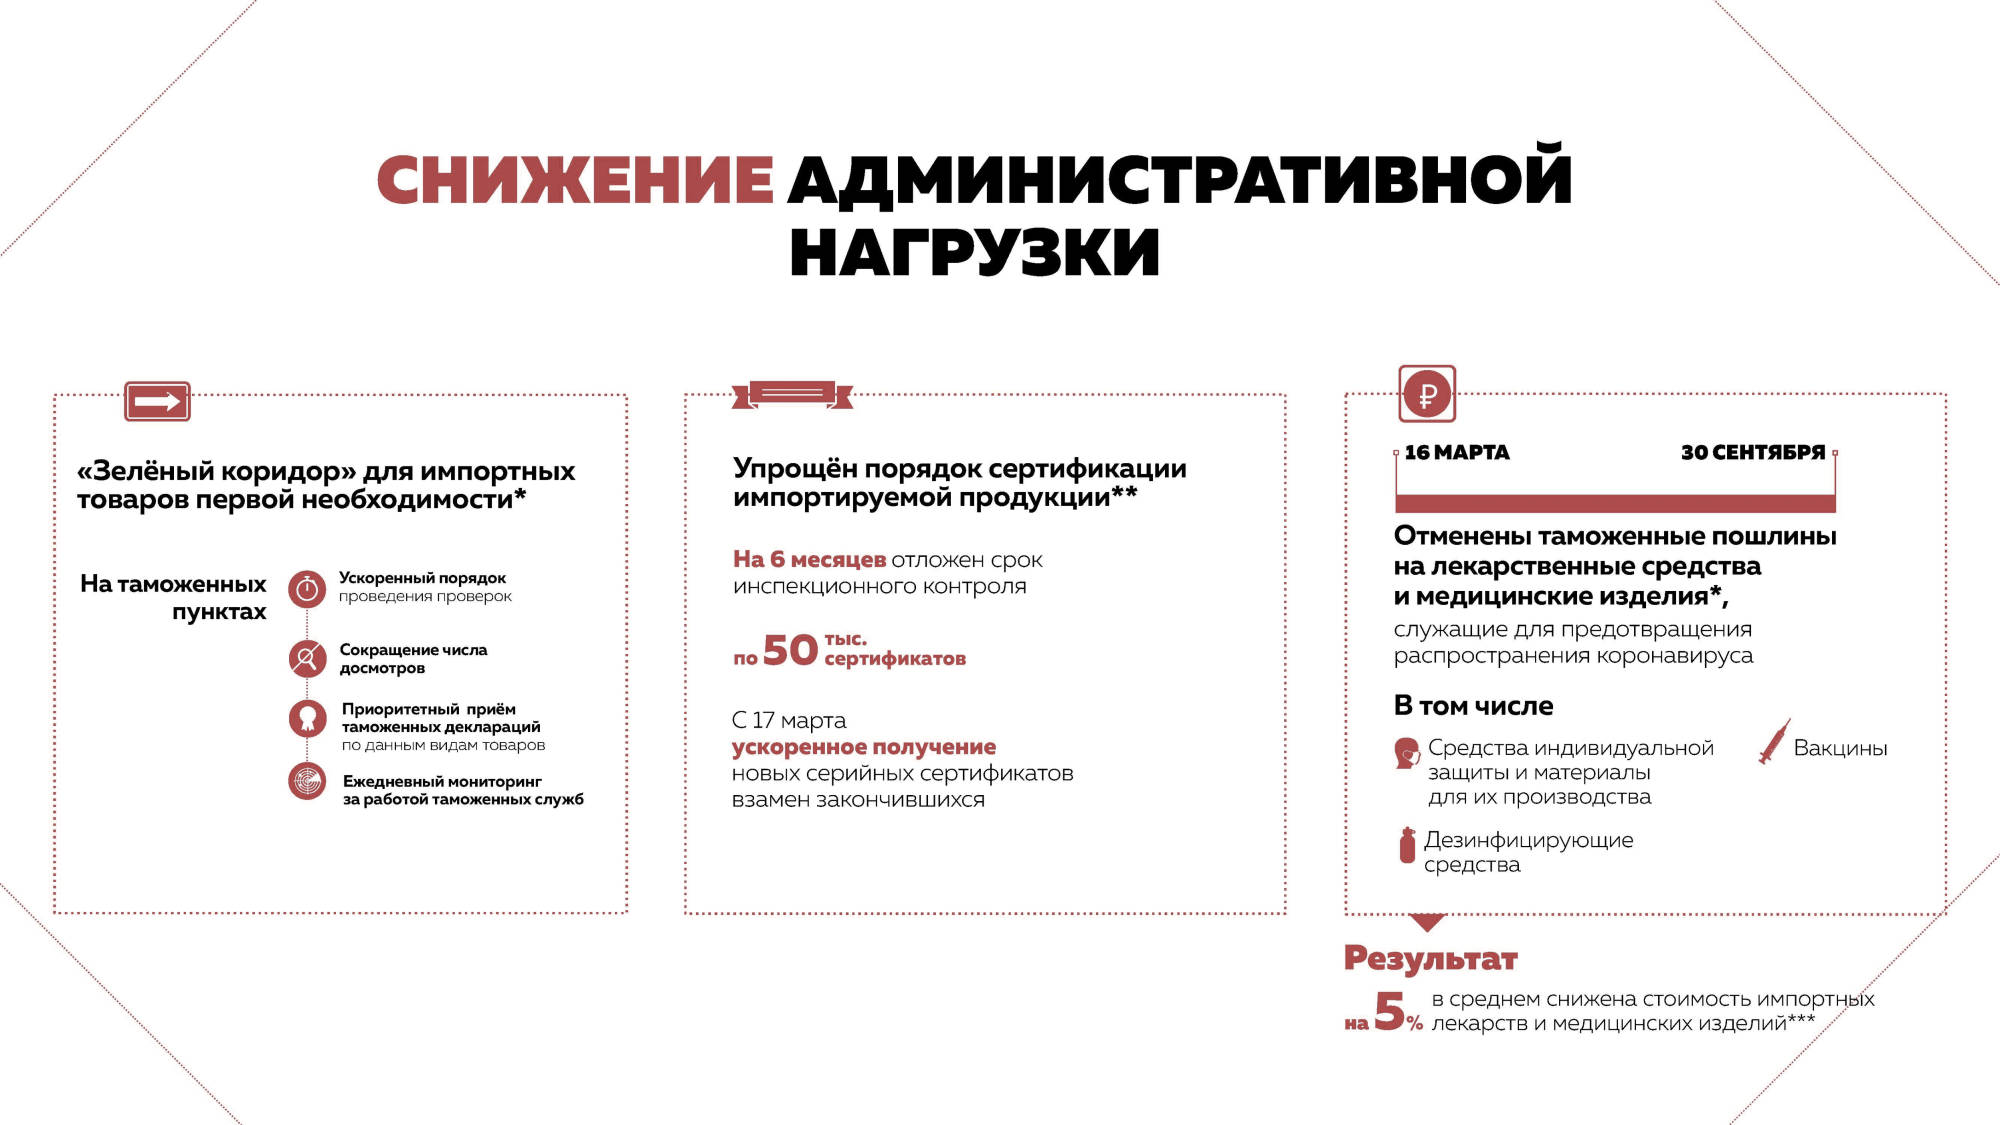 СНИЖЕНИЕ АДМИНИСТРАТИВНОЙ
НАГРУЗКИ
«Зелёный коридор» для импортных
товаров первой необходимости*
На таможенных
пунктах
Ускоренный порядок
проведения проверок
Сокращение числа
досмотров
Приоритетный приём
таможенных деклараций
по данным видам товаров
Ежедневный мониторинг
за работой таможенных служб
Упрощён порядок сертификации
импортируемой продукции**
На 6 месяцев отложен срок
инспекционного контроля
по 50 тыс.
сертификатов
С 17 марта
ускоренное получение
новых серийных сертификатов
взамен закончившихся
₽
16 МАРТА
30 СЕНТЯБРЯ
Отменены таможенные пошлины
на лекарственные средства
и медицинские изделия*,
служащие для предотвращения
распространения коронавируса
В том числе
Средства индивидуальной
защиты и материалы
для их производства
Вакцины
Дезинфицирующие
средства
Результат
на 5% в среднем снижена стоимость импортных
лекарств и медицинских изделий***